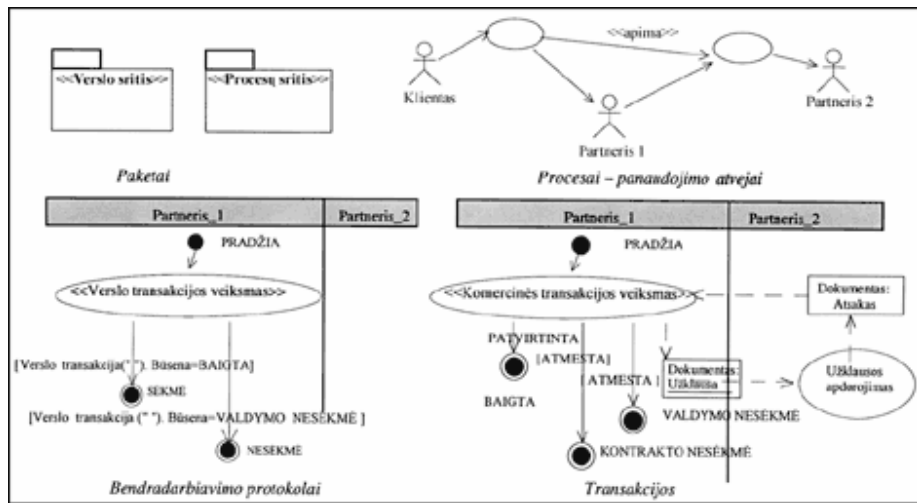 <<Verslo sritis>>
<<Procesų sritis>>
Paketai
<<apima>>
Klientas
Partneris 1
Partneris 2
Procesai – panaudojimo atvejai
Partneris_1
Partneris_2
PRADŽIA
<<Verslo transakcijos veiksmas>>
[Verslo transakcija(" "). Būsena=BAIGTA]
SĖKMĖ
[Verslo transakcija (" "). Būsena=VALDYMO NESĖKMĖ ]
NESĖKMĖ
Bendradarbiavimo protokolai
Partneris_1
Partneris_2
PRADŽIA
<<Komercinės transakcijos veiksmas>>
Dokumentas:
Atsakas
PATVIRTINTA
[ATMESTA]
[ATMESTA ]
Dokumentas:
Užklausa
Užklausos
apdorojimas
BAIGTA
VALDYMO NESĖKMĖ
KONTRAKTO NESĖKMĖ
Transakcijos